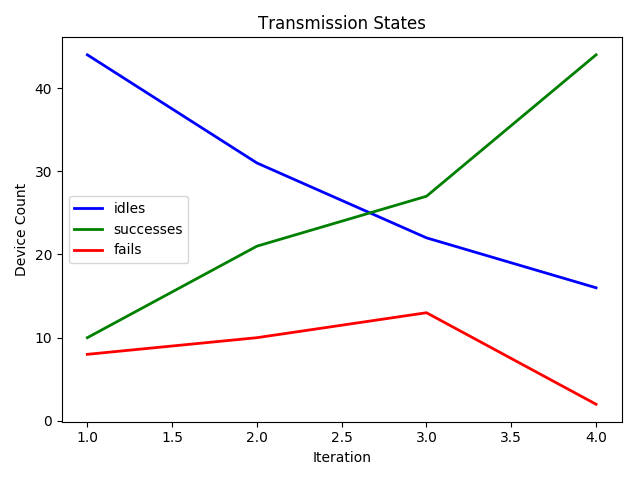 Transmission States
Device Count
40
30
20
10
0
idles
successes
fails
1.0 1.5 2.0 2.5 3.0 3.5 4.0
Iteration